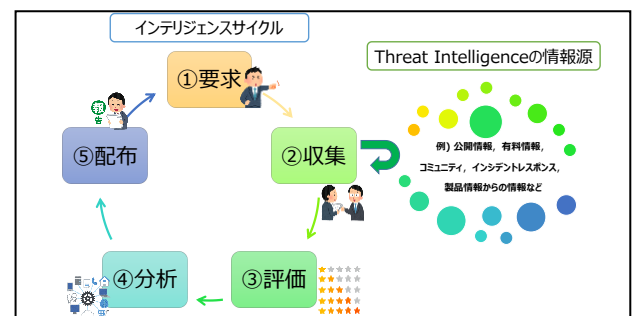 インテリジェンスサイクル
①要求
Threat Intelligenceの情報源
報
告
⑤配布
②収集
例) 公開情報, 有料情報,
コミュニティ, インシデントレスポンス,
製品情報からの情報など
④分析
③評価